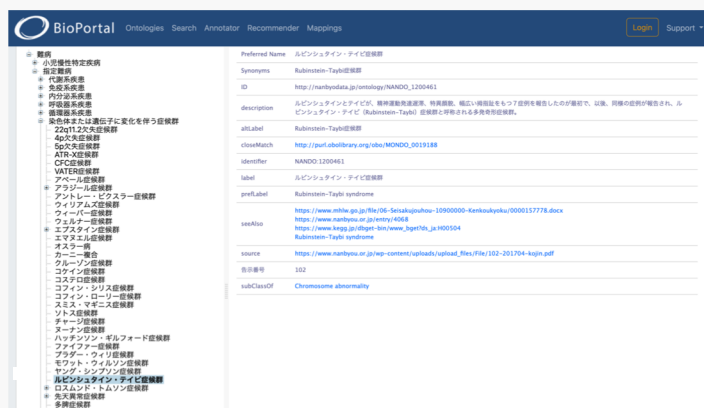 BioPortal Ontologies Search Annotator Recommender Mappings Login Support
難病
小児慢性特定疾病
指定難病
代謝系疾患
免疫系疾患
内分泌系疾患
呼吸器系疾患
循環器系疾患
染色体または遺伝子に変化を伴う症候群
22q11.2欠失症候群
4p欠失症候群
5p欠失症候群
ATR-X症候群
CFC症候群
VATER症候群
アペール症候群
アラジール症候群
アントレー・ビクスラー症候群
ウィリアムズ症候群
ウィーバー症候群
ウェルナー症候群
エプスタイン症候群
エマヌエル症候群
オスラー病
カーニー複合
クルーゾン症候群
コケイン症候群
コステロ症候群
コフィン・シリス症候群
コフィン・ローリー症候群
スミス・マギニス症候群
ソトス症候群
チャージ症候群
ヌーナン症候群
ハッチンソン・ギルフォード症候群
ファイファー症候群
プラダー・ウィリ症候群
モワット・ウィルソン症候群
ヤング・シンプソン症候群
ルビンシュタイン・テイビ症候群
ロスムンド・トムソン症候群
先天異常症候群
多脾症候群
Preferred Name ルビンシュタイン・テイビ症候群
Synonyms Rubinstein-Taybi症候群
ID http://nanbyodata.jp/ontology/NANDO_1200461
description ルビンシュタインとテイビが、精神運動発達遅滞、特異顔貌、幅広い母指趾をもつ7症例を報告したのが最初で、以後、同様の症例が報告され、ル
ビンシュタイン・テイビ（Rubinstein-Taybi）症候群と呼称される多発奇形症候群。
altLabel Rubinstein-Taybi症候群
closeMatch http://purl.obolibrary.org/obo/MONDO_0019188
identifier NANDO:1200461
label ルビンシュタイン・テイビ症候群
prefLabel Rubinstein-Taybi syndrome
seeAlso https://www.mhlw.go.jp/file/06-Seisakujouhou-10900000-Kenkoukyoku/0000157778.docx
https://www.nanbyou.or.jp/entry/4068
https://www.kegg.jp/dbget-bin/www_bget?ds_ja:H00504
Rubinstein-Taybi syndrome
source https://www.nanbyou.or.jp/wp-content/uploads/upload_files/File/102-201704-kojin.pdf
告示番号 102
subClassOf Chromosome abnormality